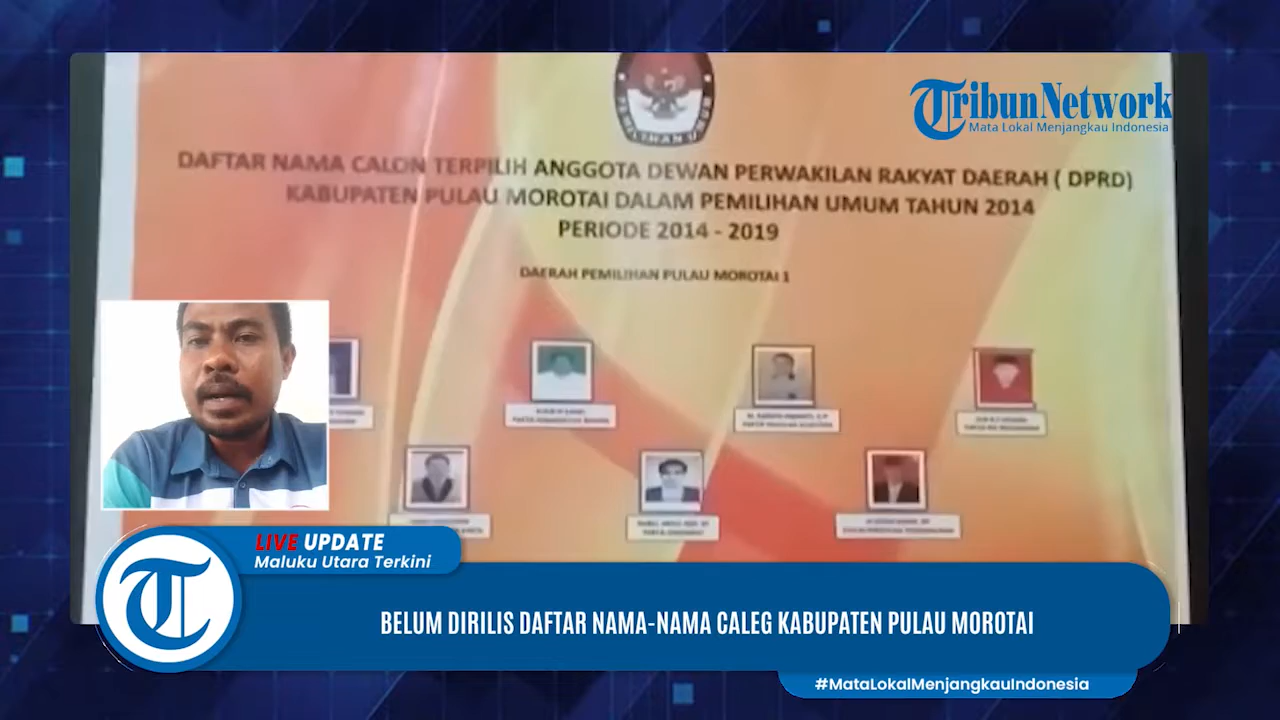 TribunNetwork
Mata Lokal Menjangkau Indonesia
PEMILIHAN UMUM
DAFTAR NAMA CALON TERPILIH ANGGOTA DEWAN PERWAKILAN RAKYAT DAERAH ( DPRD)
KABUPATEN PULAU MOROTAI DALAM PEMILIHAN UMUM TAHUN 2014
PERIODE 2014 - 2019
DAERAH PEMILIHAN PULAU MOROTAI 1
LIVE UPDATE
Maluku Utara Terkini
BELUM DIRILIS DAFTAR NAMA-NAMA CALEG KABUPATEN PULAU MOROTAI
#MataLokalMenjangkauIndonesia